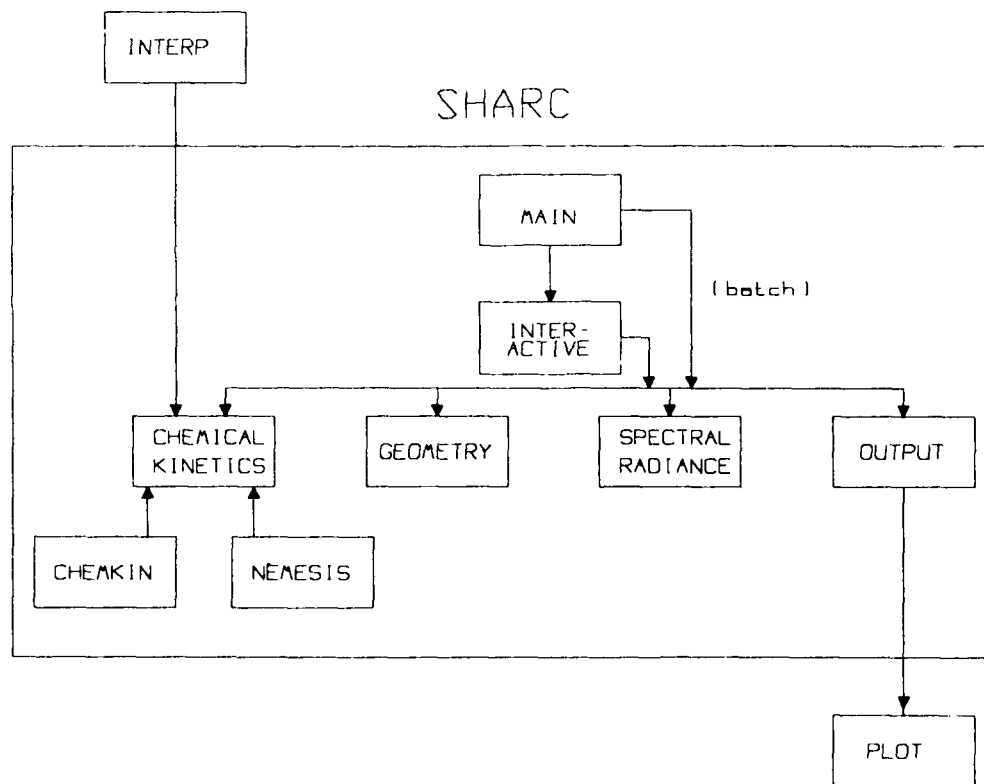 INTERP
SHARC
MAIN
(batch)
INTER-
ACTIVE
CHEMICAL
KINETICS
GEOMETRY
SPECTRAL
RADIANCE
OUTPUT
CHEMKIN
NEMESIS
PLOT